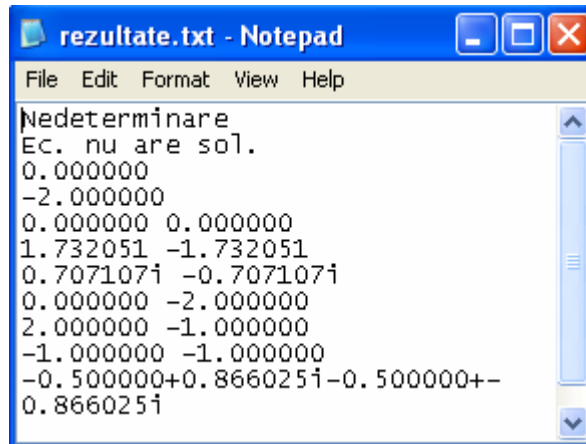 rezultate.txt - Notepad
File Edit Format View Help
Nedeterminare
Ec. nu are sol.
0.000000
-2.000000
0.000000 0.000000
1.732051 -1.732051
0.707107i -0.707107i
0.000000 -2.000000
2.000000 -1.000000
-1.000000 -1.000000
-0.500000+0.866025i-0.500000+-
0.866025i